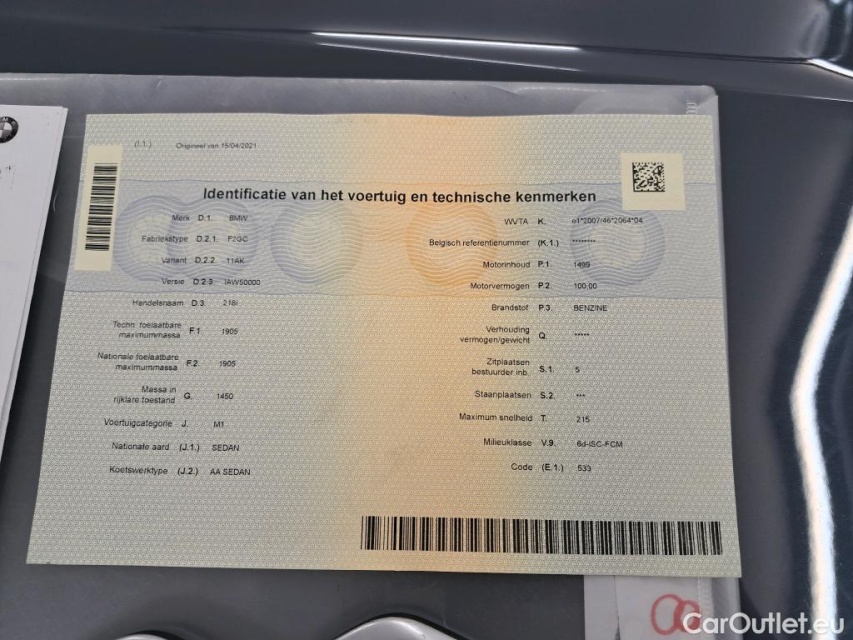 (I.1.) Origineel van 15/04/2021
Identificatie van het voertuig en technische kenmerken
Merk D.1. BMW
Fabriekstype D.2.1. F2GC
Variant D.2.2. 11AK
Versie D.2.3. IAW50000
Handelsnaam D.3. 218i
Techn. toelaatbare
maximummassa F.1. 1905
Nationale toelaatbare
maximummassa F.2. 1905
Massa in
rijklare toestand G. 1450
Voertuigcategorie J. M1
Nationale aard (J.1.) SEDAN
Koetswerktype (J.2.) AA SEDAN
WVTA K. e1*2007/46*2064*04
Belgisch referentienummer (K.1.) ********
Motorinhoud P.1. 1499
Motorvermogen P.2. 100,00
Brandstof P.3. BENZINE
Verhouding
vermogen/gewicht Q. *****
Zitplaatsen
bestuurder inb. S.1. 5
Staanplaatsen S.2. ***
Maximum snelheid T. 215
Milieuklasse V.9. 6d-ISC-FCM
Code (E.1.) 533
CarOutlet.eu